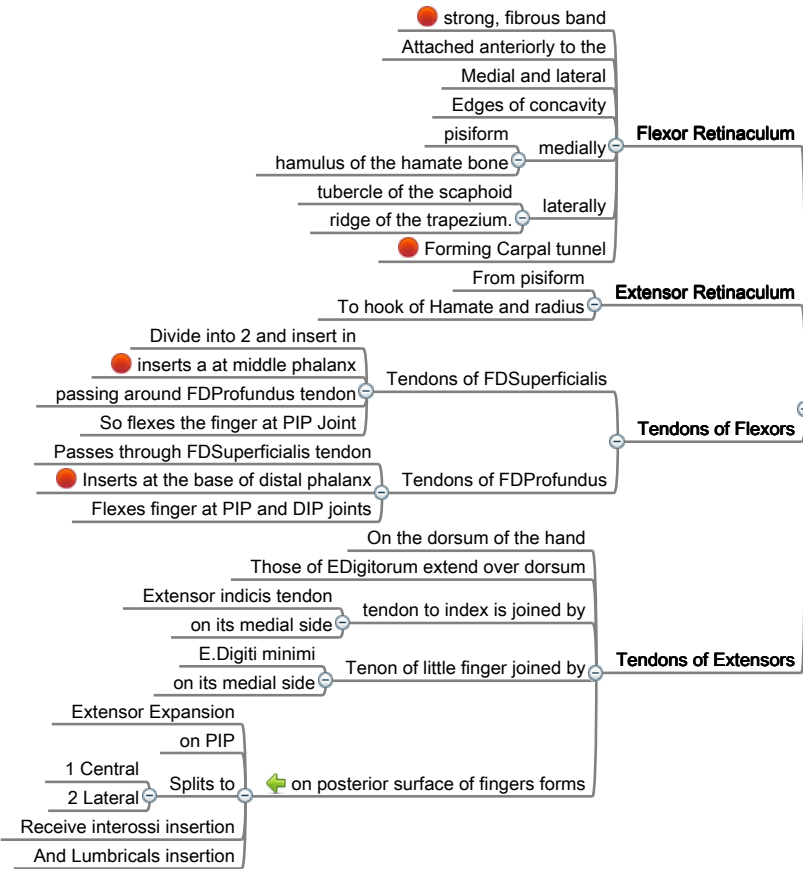 strong, fibrous band
Attached anteriorly to the
Medial and lateral
Edges of concavity
pisiform
hamulus of the hamate bone
medially
tubercle of the scaphoid
ridge of the trapezium.
laterally
Forming Carpal tunnel
Flexor Retinaculum
From pisiform
To hook of Hamate and radius
Extensor Retinaculum
Divide into 2 and insert in
inserts a at middle phalanx
passing around FDProfundus tendon
So flexes the finger at PIP Joint
Tendons of FDSuperficialis
Passes through FDSuperficialis tendon
Inserts at the base of distal phalanx
Flexes finger at PIP and DIP joints
Tendons of FDProfundus
Tendons of Flexors
On the dorsum of the hand
Those of EDigitorum extend over dorsum
Extensor indicis tendon
on its medial side
tendon to index is joined by
E.Digiti minimi
on its medial side
Tenon of little finger joined by
Extensor Expansion
on PIP
1 Central
2 Lateral
Splits to
Receive interossi insertion
And Lumbricals insertion
on posterior surface of fingers forms
Tendons of Extensors